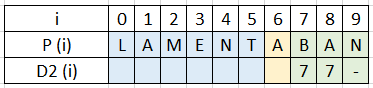 i 0 1 2 3 4 5 6 7 8 9
P (i) L A M E N T A B A N
D2 (i) 7 7 -